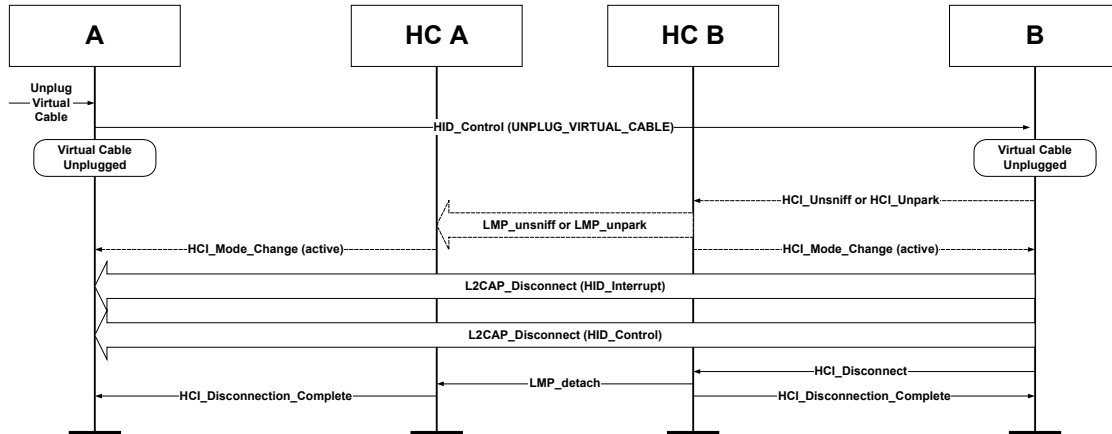 A
HC A
HC B
B
Unplug
Virtual
Cable
HID_Control (UNPLUG_VIRTUAL_CABLE)
Virtual Cable
Unplugged
Virtual Cable
Unplugged
HCI_Unsniff or HCI_Unpark
LMP_unsniff or LMP_unpark
HCI_Mode_Change (active)
HCI_Mode_Change (active)
L2CAP_Disconnect (HID_Interrupt)
L2CAP_Disconnect (HID_Control)
HCI_Disconnect
LMP_detach
HCI_Disconnection_Complete
HCI_Disconnection_Complete